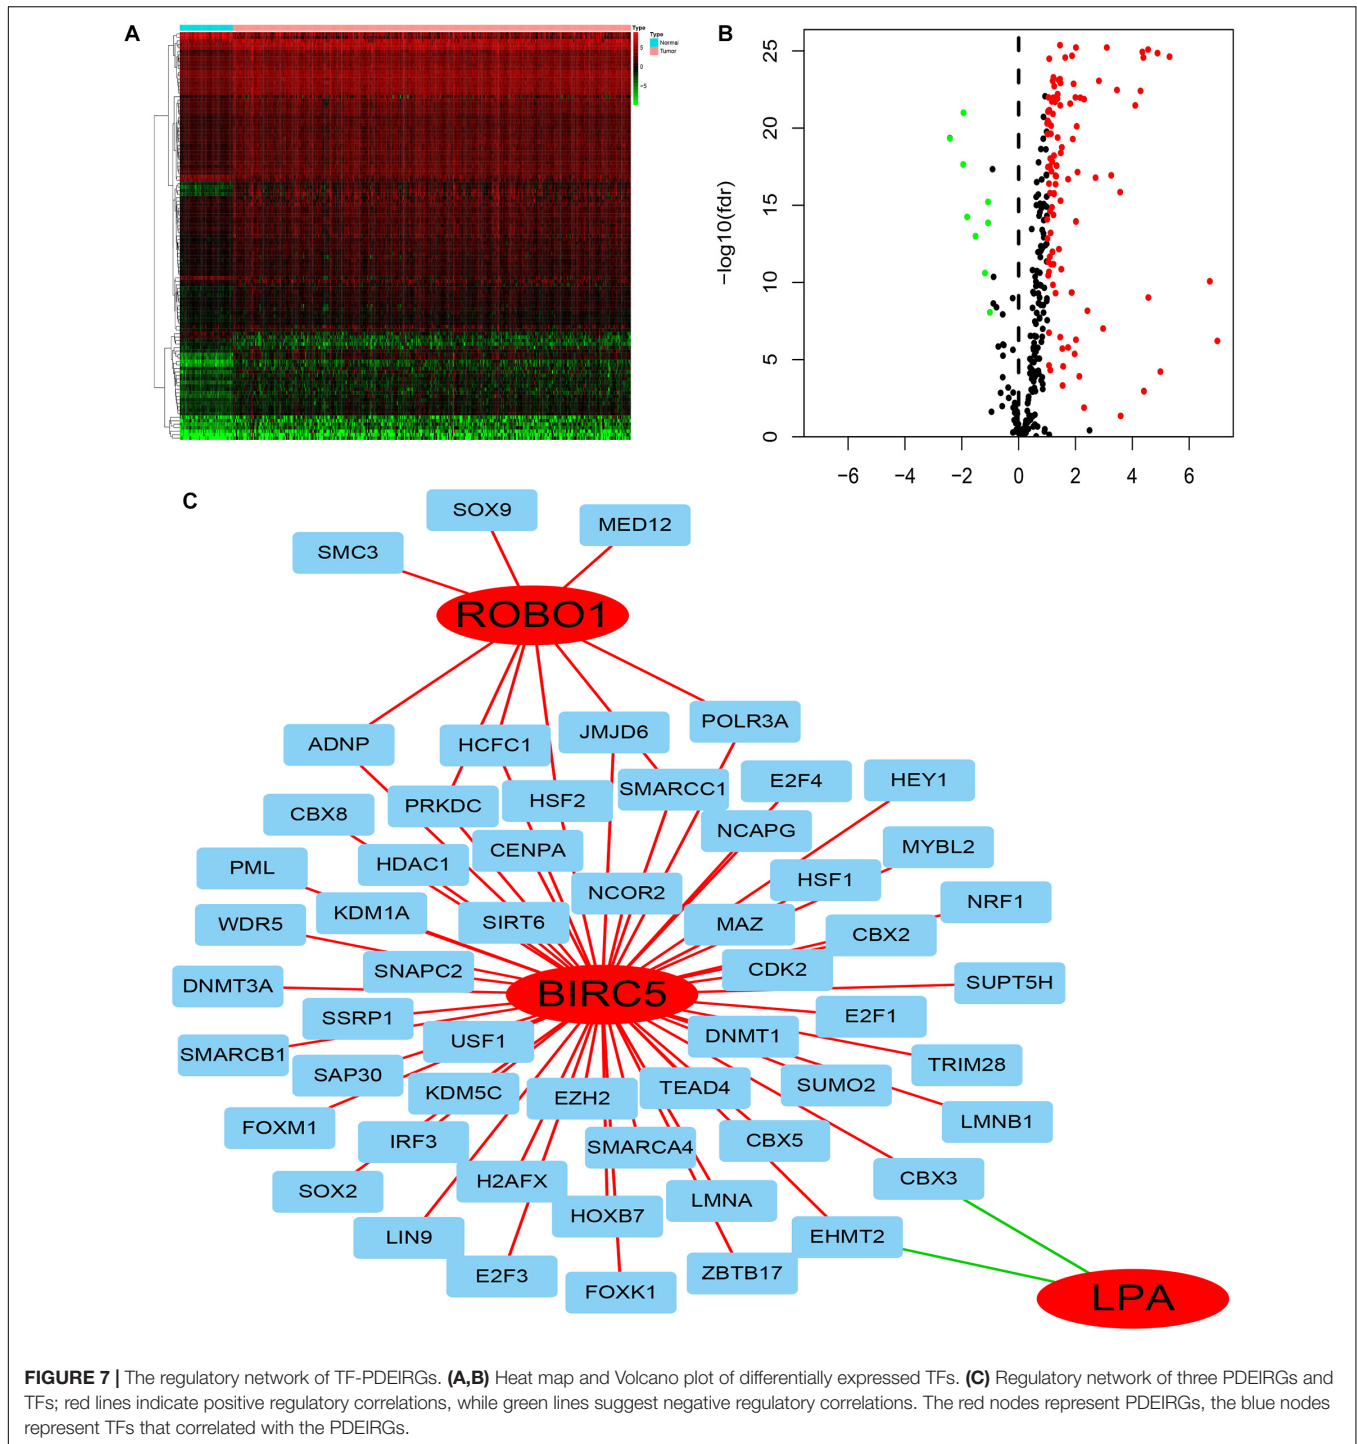 A
Type
5
0
−5
Type
Normal
Tumor
B
25
20
15
10
5
0
−log10(fdr)
−6 −4 −2 0 2 4 6
C
SOX9
MED12
SMC3
ROBO1
POLR3A
JMJD6
ADNP
HCFC1
E2F4
HEY1
SMARCC1
HSF2
PRKDC
CBX8
NCAPG
MYBL2
CENPA
HDAC1
PML
HSF1
NCOR2
NRF1
KDM1A
SIRT6
WDR5
MAZ
CBX2
CDK2
SNAPC2
DNMT3A
SUPT5H
BIRC5
SSRP1
E2F1
DNMT1
USF1
SMARCB1
TRIM28
SAP30
KDM5C
TEAD4
SUMO2
EZH2
LMNB1
FOXM1
IRF3
CBX5
SMARCA4
CBX3
H2AFX
SOX2
LMNA
HOXB7
LIN9
EHMT2
E2F3
ZBTB17
FOXK1
LPA
FIGURE 7 | The regulatory network of TF-PDEIRGs. (A,B) Heat map and Volcano plot of differentially expressed TFs. (C) Regulatory network of three PDEIRGs and
TFs; red lines indicate positive regulatory correlations, while green lines suggest negative regulatory correlations. The red nodes represent PDEIRGs, the blue nodes
represent TFs that correlated with the PDEIRGs.